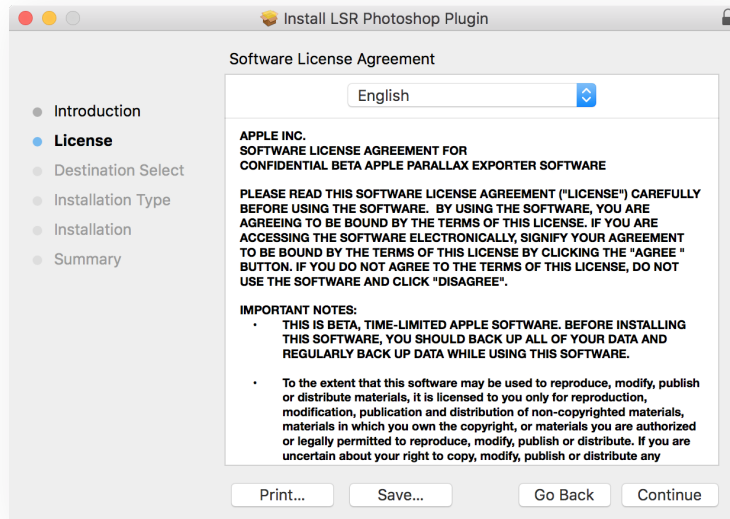 Install LSR Photoshop Plugin
Software License Agreement
Introduction
License
Destination Select
Installation Type
Installation
Summary
English
APPLE INC.
SOFTWARE LICENSE AGREEMENT FOR
CONFIDENTIAL BETA APPLE PARALLAX EXPORTER SOFTWARE
PLEASE READ THIS SOFTWARE LICENSE AGREEMENT ("LICENSE") CAREFULLY
BEFORE USING THE SOFTWARE.  BY USING THE SOFTWARE, YOU ARE
AGREEING TO BE BOUND BY THE TERMS OF THIS LICENSE. IF YOU ARE
ACCESSING THE SOFTWARE ELECTRONICALLY, SIGNIFY YOUR AGREEMENT
TO BE BOUND BY THE TERMS OF THIS LICENSE BY CLICKING THE "AGREE "
BUTTON. IF YOU DO NOT AGREE TO THE TERMS OF THIS LICENSE, DO NOT
USE THE SOFTWARE AND CLICK "DISAGREE".
IMPORTANT NOTES:
· THIS IS BETA, TIME-LIMITED APPLE SOFTWARE. BEFORE INSTALLING
THIS SOFTWARE, YOU SHOULD BACK UP ALL OF YOUR DATA AND
REGULARLY BACK UP DATA WHILE USING THIS SOFTWARE.
· To the extent that this software may be used to reproduce, modify, publish
or distribute materials, it is licensed to you only for reproduction,
modification, publication and distribution of non-copyrighted materials,
materials in which you own the copyright, or materials you are authorized
or legally permitted to reproduce, modify, publish or distribute. If you are
uncertain about your right to copy, modify, publish or distribute any
Print...
Save...
Go Back
Continue